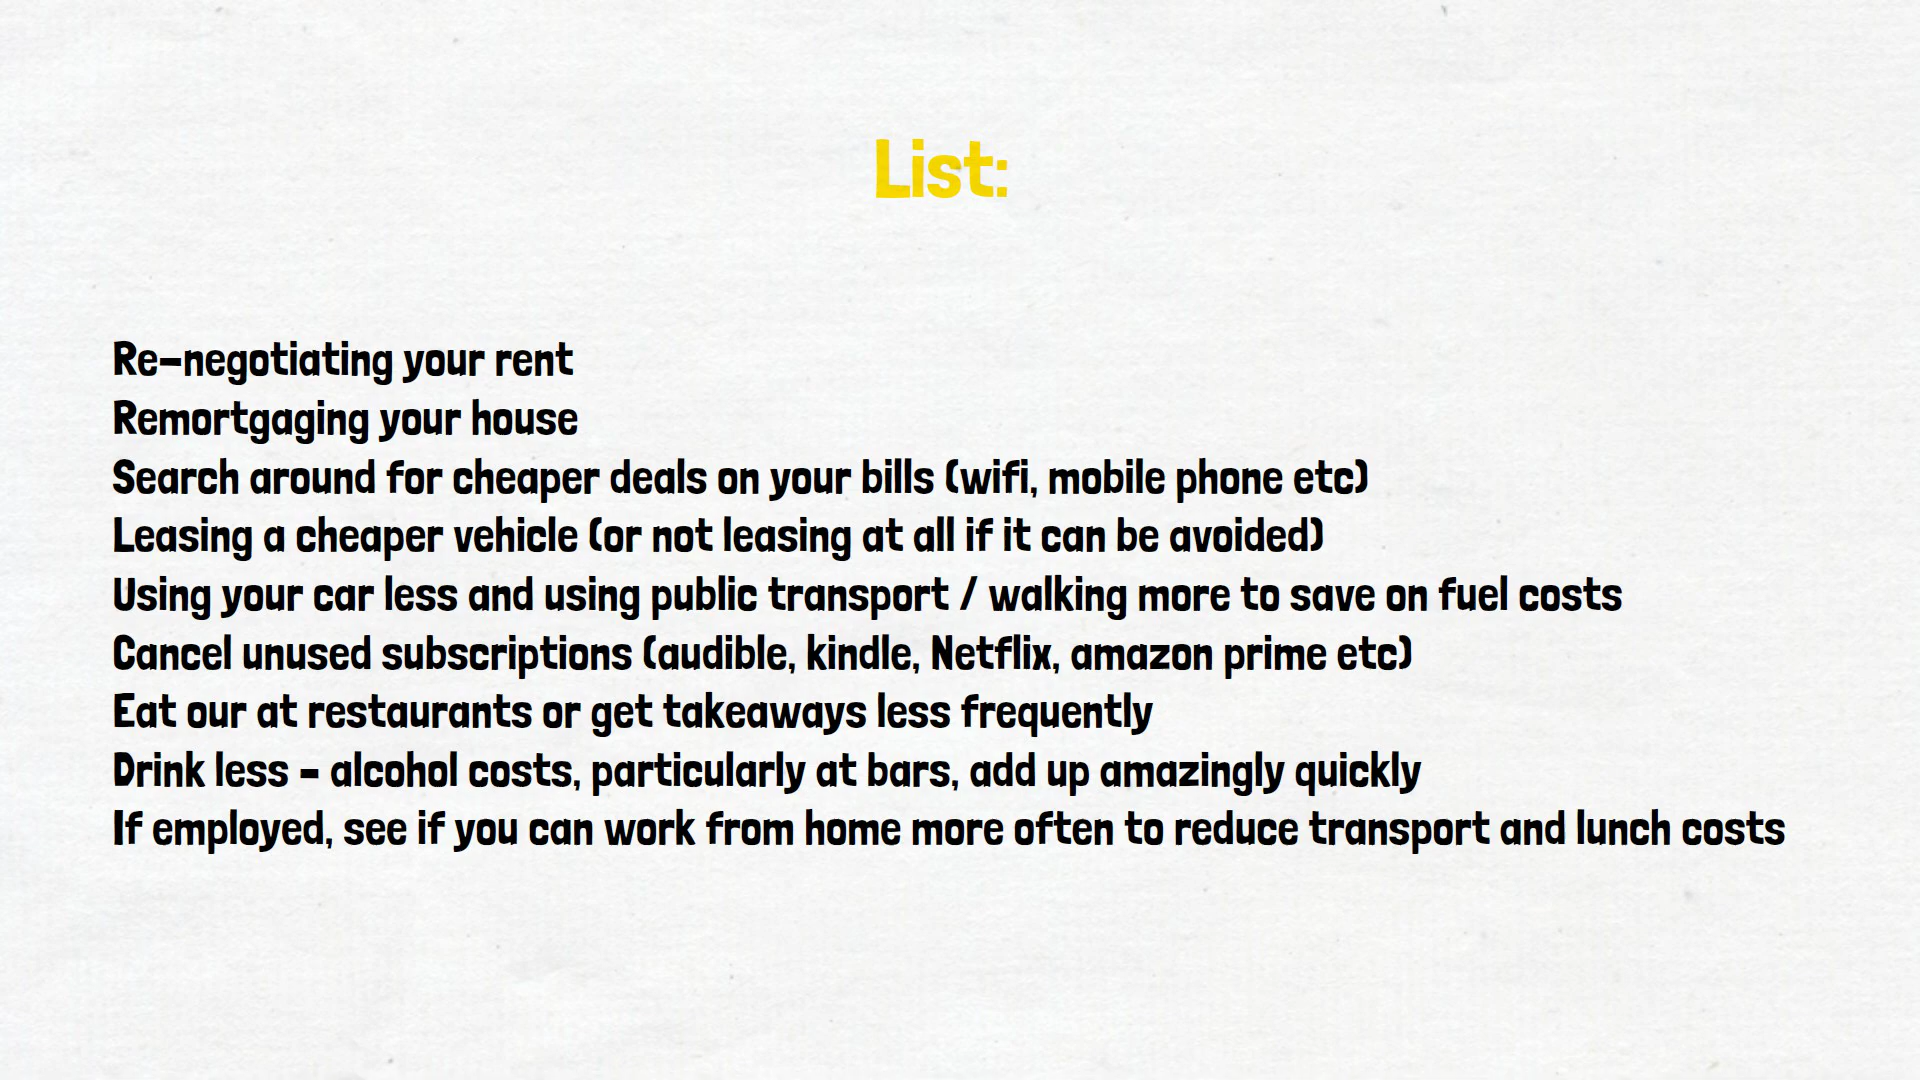 List:
Re-negotiating your rent
Remortgaging your house
Search around for cheaper deals on your bills (wifi, mobile phone etc)
Leasing a cheaper vehicle (or not leasing at all if it can be avoided)
Using your car less and using public transport / walking more to save on fuel costs
Cancel unused subscriptions (audible, kindle, Netflix, amazon prime etc)
Eat our at restaurants or get takeaways less frequently
Drink less - alcohol costs, particularly at bars, add up amazingly quickly
If employed, see if you can work from home more often to reduce transport and lunch costs